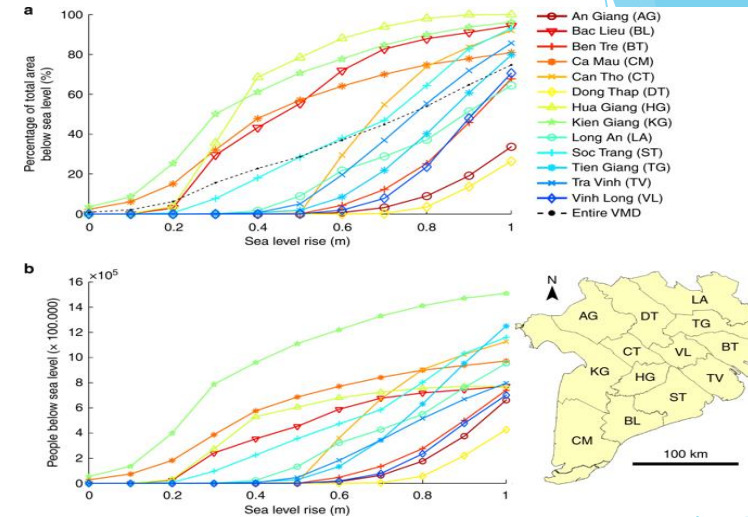 a
Percentage of total area
below sea level (%)
100
80
60
40
20
0
0 0.2 0.4 0.6 0.8 1
Sea level rise (m)
An Giang (AG)
Bac Lieu (BL)
Ben Tre (BT)
Ca Mau (CM)
Can Tho (CT)
Dong Thap (DT)
Hua Giang (HG)
Kien Giang (KG)
Long An (LA)
Soc Trang (ST)
Tien Giang (TG)
Tra Vinh (TV)
Vinh Long (VL)
Entire VMD
b
×10⁵
People below sea level (× 100,000)
16
14
12
10
8
6
4
2
0
0 0.2 0.4 0.6 0.8 1
Sea level rise (m)
N
LA
AG DT
TG
CT VL BT
KG HG TV
ST
BL
CM
100 km